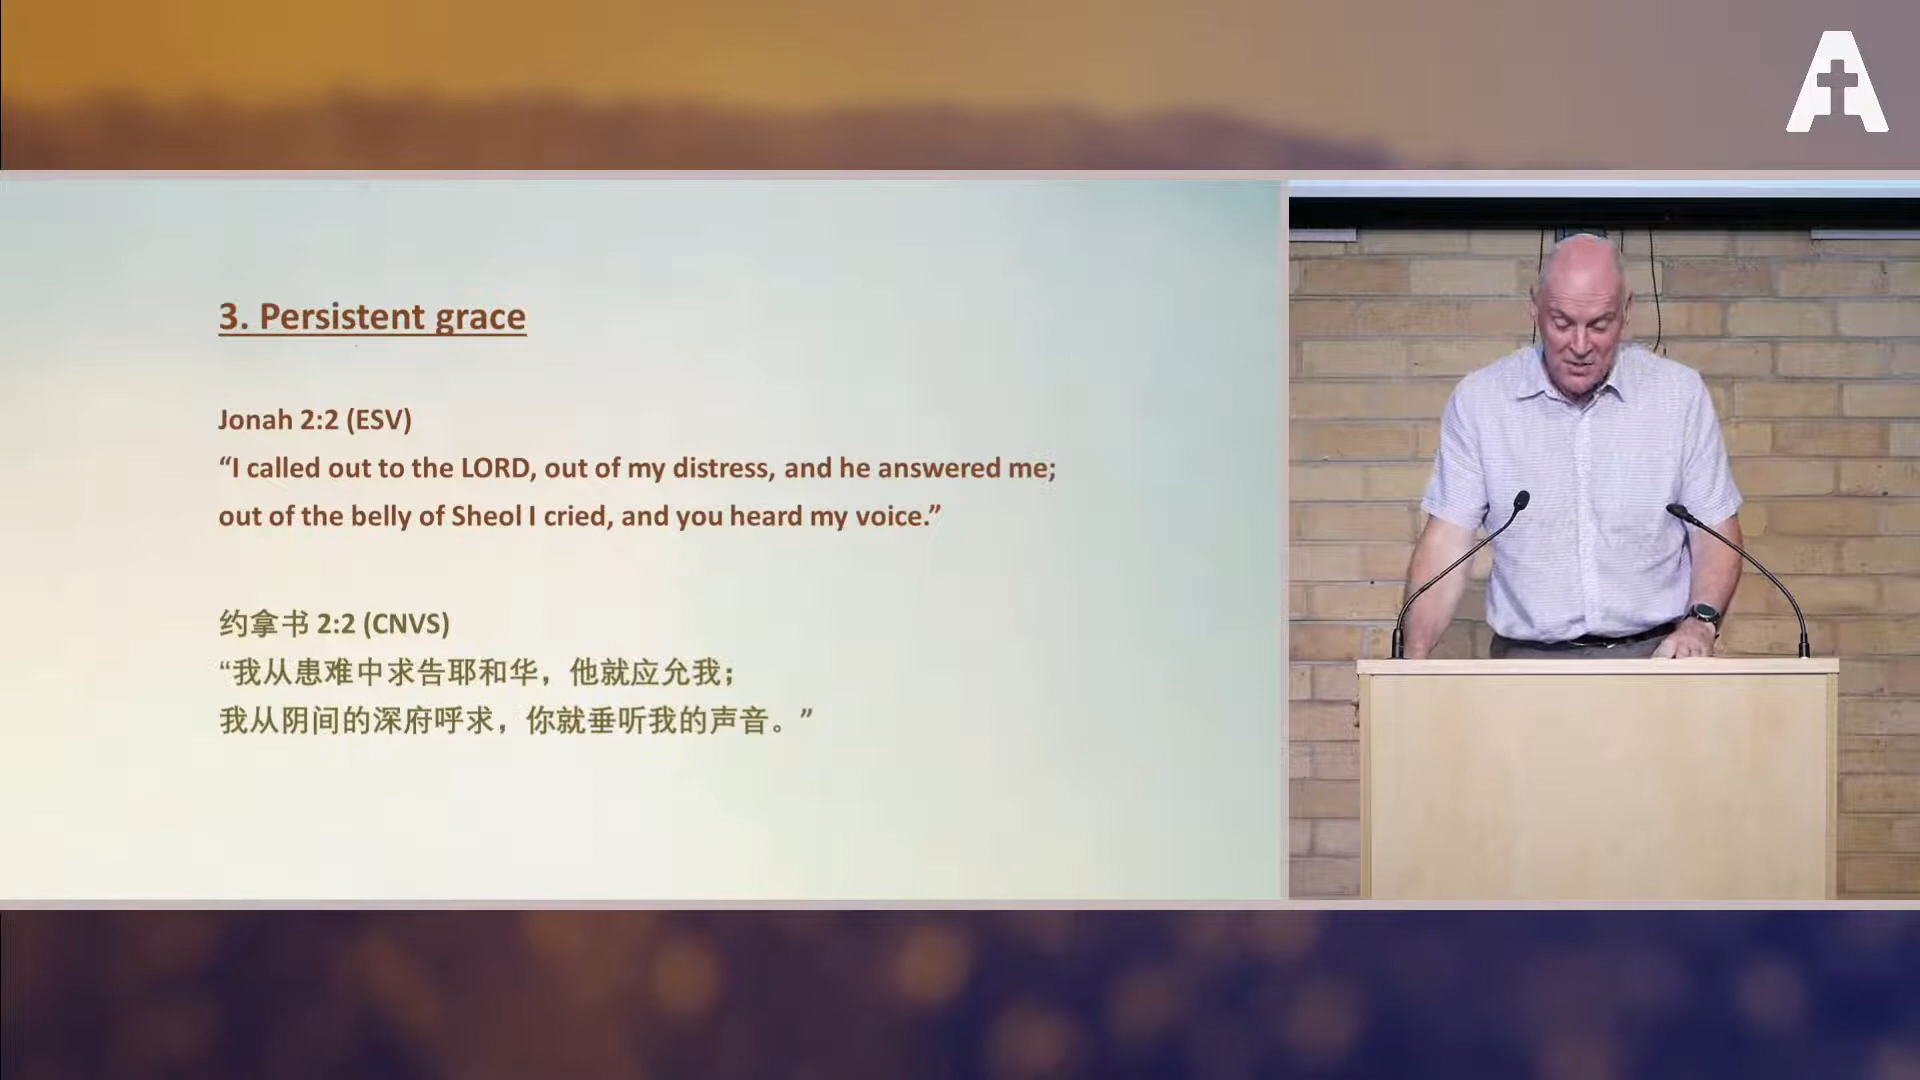 A
3. Persistent grace
Jonah 2:2 (ESV)
“I called out to the LORD, out of my distress, and he answered me;
out of the belly of Sheol I cried, and you heard my voice.”
约拿书 2:2 (CNVS)
“我从患难中求告耶和华，他就应允我；
我从阴间的深府呼求，你就垂听我的声音。”